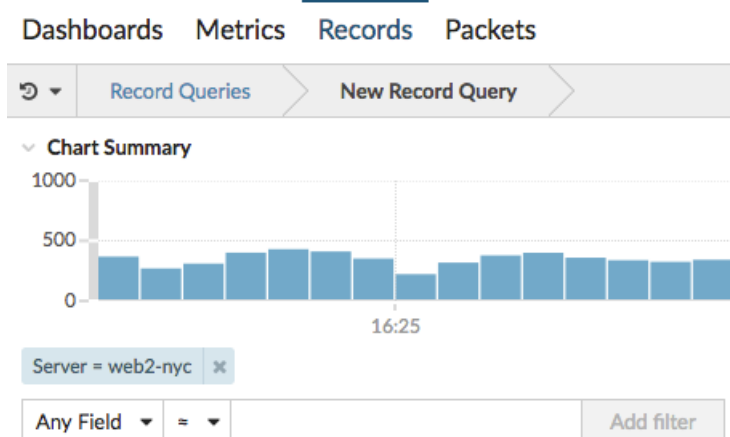 Dashboards Metrics Records Packets
Record Queries New Record Query
Chart Summary
1000
500
0
16:25
Server = web2-nyc ×
Any Field ≈ Add filter